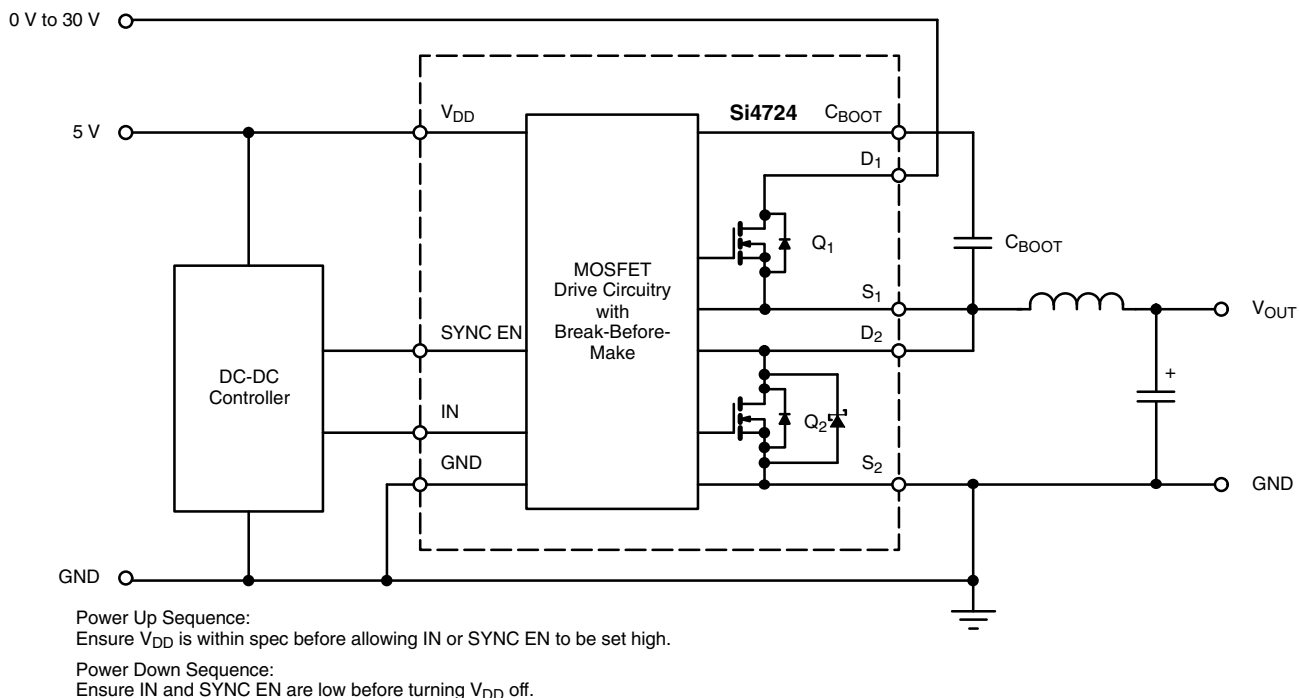 0 V to 30 V
5 V
VDD
Si4724
CBOOT
D1
Q1
CBOOT
MOSFET
Drive Circuitry
with
Break-Before-
Make
S1
VOUT
SYNC EN
D2
DC-DC
Controller
+
IN
Q2
GND
S2
GND
GND
Power Up Sequence:
Ensure VDD is within spec before allowing IN or SYNC EN to be set high.
Power Down Sequence:
Ensure IN and SYNC EN are low before turning VDD off.